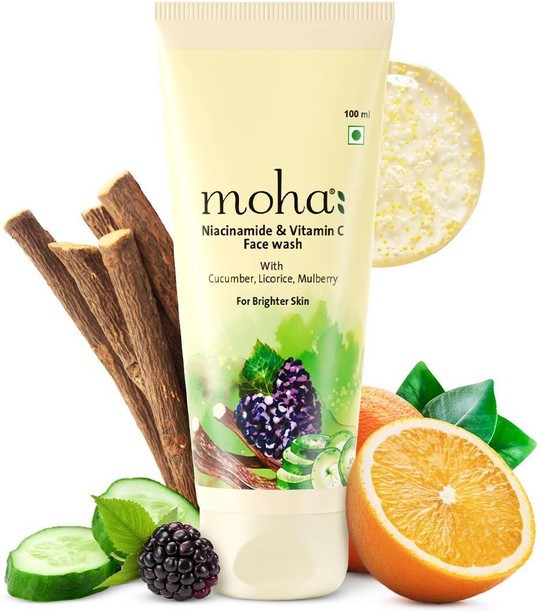 100 ml
moha:
Niacinamide & Vitamin C
Face wash
With
Cucumber, Licorice, Mulberry
For Brighter Skin